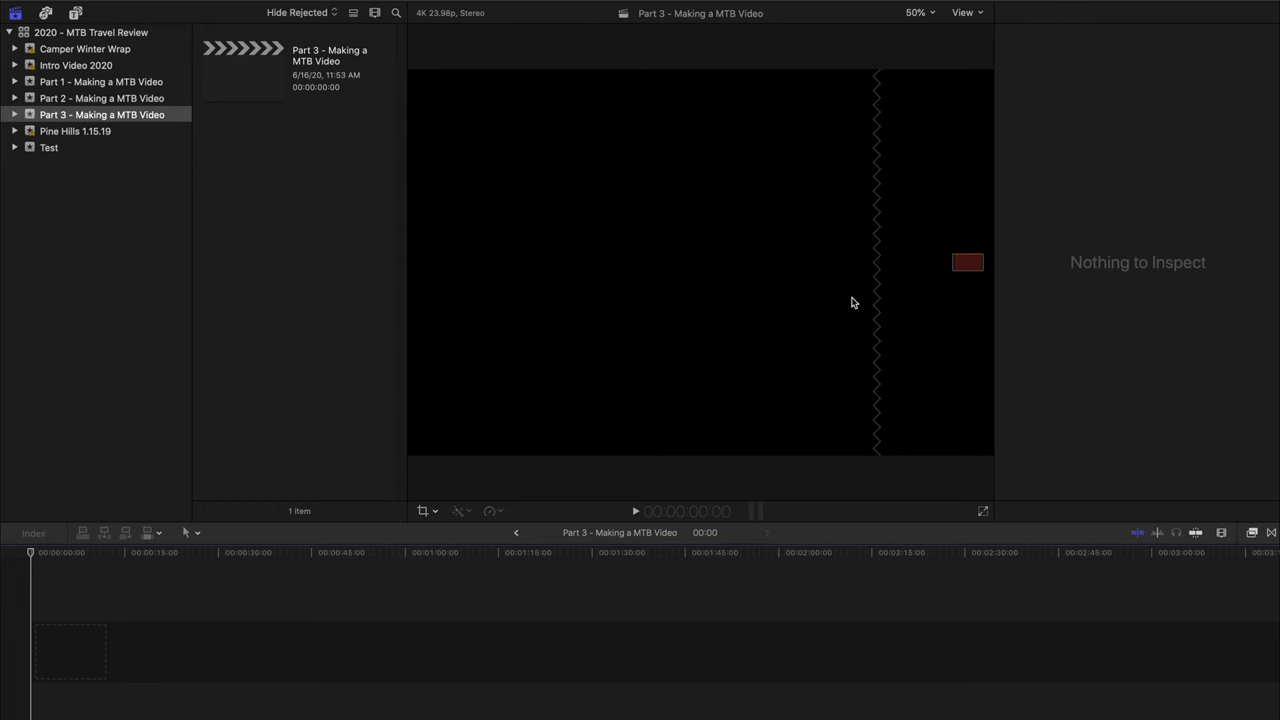 Hide Rejected
4K 23.98p, Stereo
Part 3 - Making a MTB Video
50%
View
2020 - MTB Travel Review
Camper Winter Wrap
Intro Video 2020
Part 1 - Making a MTB Video
Part 2 - Making a MTB Video
Part 3 - Making a MTB Video
Pine Hills 1.15.19
Test
Part 3 - Making a
MTB Video
6/16/20, 11:53 AM
00:00:00:00
Nothing to Inspect
1 item
00:00:00:00
Index
Part 3 - Making a MTB Video
00:00
00:00:00:00
00:00:15:00
00:00:30:00
00:00:45:00
00:01:00:00
00:01:15:00
00:01:30:00
00:01:45:00
00:02:00:00
00:02:15:00
00:02:30:00
00:02:45:00
00:03:00:00